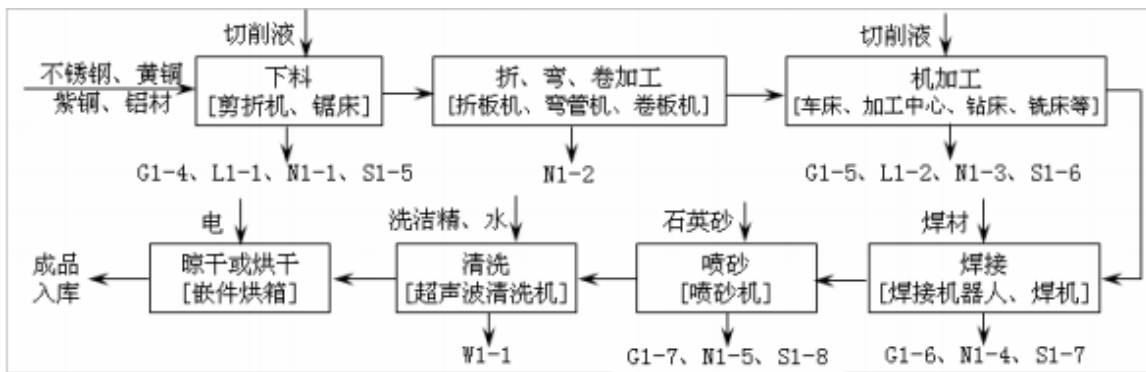 切削液
切削液
不锈钢、黄铜
紫铜、铝材
下料
[剪折机、锯床]
折、弯、卷加工
[折板机、弯管机、卷板机]
机加工
[车床、加工中心、钻床、铣床等]
G1-4、L1-1、N1-1、S1-5
N1-2
G1-5、L1-2、N1-3、S1-6
电
洗洁精、水
石英砂
焊材
成品
入库
晾干或烘干
[嵌件烘箱]
清洗
[超声波清洗机]
喷砂
[喷砂机]
焊接
[焊接机器人、焊机]
W1-1
G1-7、N1-5、S1-8
G1-6、N1-4、S1-7